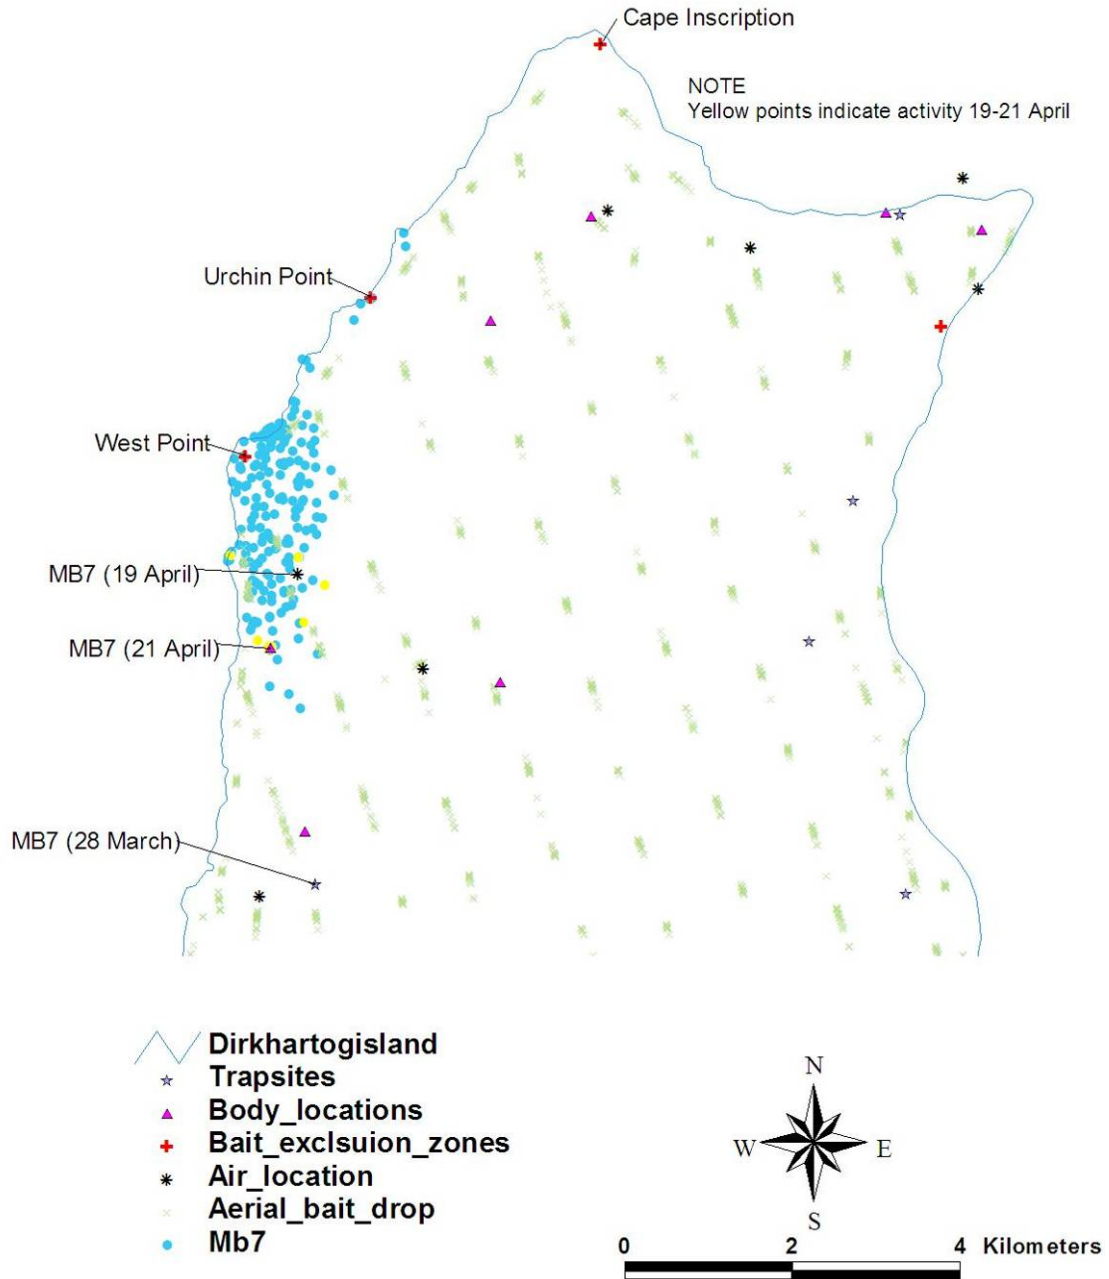 Cape Inscription
NOTE
Yellow points indicate activity 19-21 April
Urchin Point
West Point
MB7 (19 April)
MB7 (21 April)
MB7 (28 March)
Dirkhartogisland
Trapsites
Body_locations
Bait_exclsuion_zones
Air_location
Aerial_bait_drop
Mb7
N
W E
S
0 2 4 Kilometers